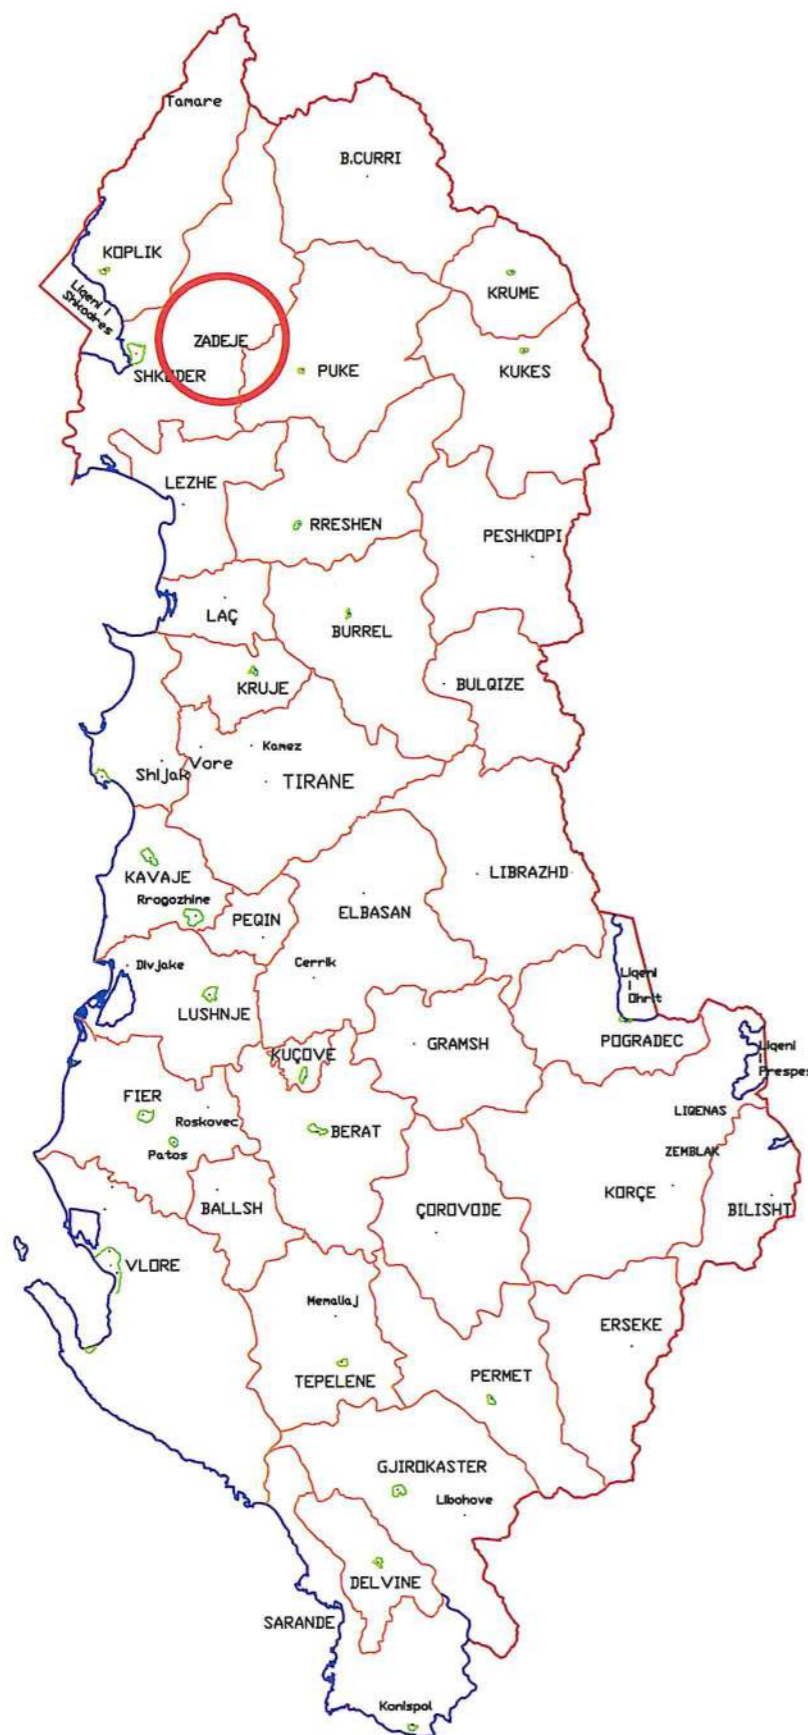 Tamare
B.CURRI
KOPLIK
Liqeni i
Shkodres
KRUME
ZADEJE
SHKODER
PUKE
KUKES
LEZHE
RRESHEN
PESHKOPI
LAÇ
BURREL
KRUJE
BULQIZE
Kamez
Vore
Shijak
TIRANE
LIBRAZHD
KAVAJE
Rrogozhine
PEQIN
ELBASAN
Divjake
Cerrik
Liqeni
i
Ohrit
LUSHNJE
GRAMSH
POGRADEC
KUÇOVE
Liqeni
i
Prespes
FIER
Roskovec
LIQENAS
BERAT
Patos
ZEMBLAK
BALLSH
ÇOROVODE
KORÇE
BILISHT
VLORE
Memaliaj
ERSEKE
TEPELENE
PERMET
GJIROKASTER
Libohove
DELVINE
SARANDE
Konispol